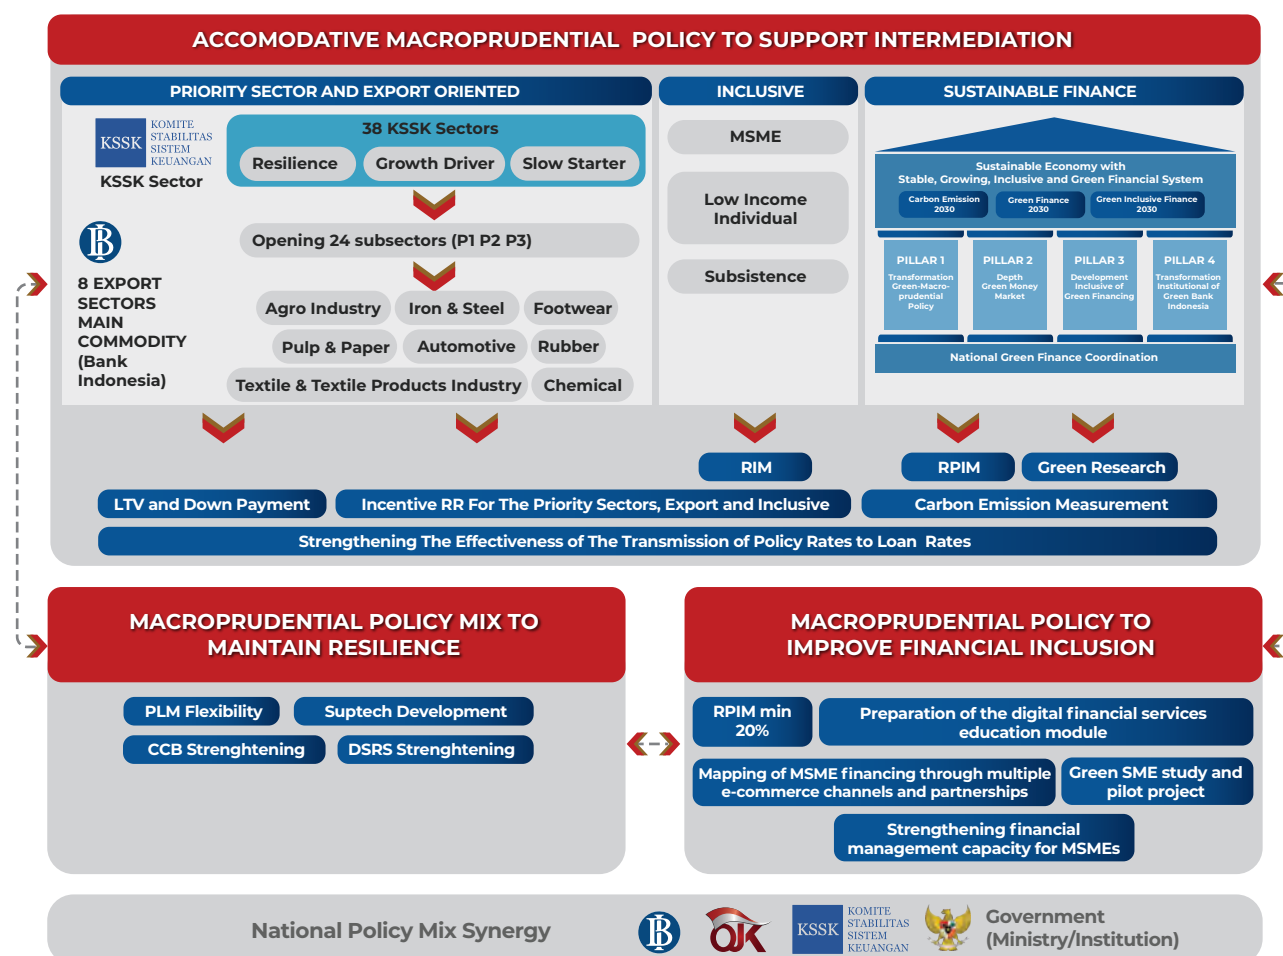 ACCOMODATIVE MACROPRUDENTIAL POLICY TO SUPPORT INTERMEDIATION
PRIORITY SECTOR AND EXPORT ORIENTED
KSSK
KOMITE
STABILITAS
SISTEM
KEUANGAN
KSSK Sector
38 KSSK Sectors
Resilience
Growth Driver
Slow Starter
Opening 24 subsectors (P1 P2 P3)
8 EXPORT
SECTORS
MAIN
COMMODITY
(Bank
Indonesia)
Agro Industry
Iron & Steel
Footwear
Pulp & Paper
Automotive
Rubber
Textile & Textile Products Industry
Chemical
INCLUSIVE
MSME
Low Income
Individual
Subsistence
SUSTAINABLE FINANCE
Sustainable Economy with
Stable, Growing, Inclusive and Green Financial System
Carbon Emission
2030
Green Finance
2030
Green Inclusive Finance
2030
PILLAR 1
Transformation
Green-Macro-
prudential
Policy
PILLAR 2
Depth
Green Money
Market
PILLAR 3
Development
Inclusive of
Green Financing
PILLAR 4
Transformation
Institutional of
Green Bank
Indonesia
National Green Finance Coordination
RIM
RPIM
Green Research
LTV and Down Payment
Incentive RR For The Priority Sectors, Export and Inclusive
Carbon Emission Measurement
Strengthening The Effectiveness of The Transmission of Policy Rates to Loan Rates
MACROPRUDENTIAL POLICY MIX TO
MAINTAIN RESILIENCE
PLM Flexibility
Suptech Development
CCB Strenghtening
DSRS Strenghtening
MACROPRUDENTIAL POLICY TO
IMPROVE FINANCIAL INCLUSION
RPIM min
20%
Preparation of the digital financial services
education module
Mapping of MSME financing through multiple
e-commerce channels and partnerships
Green SME study and
pilot project
Strengthening financial
management capacity for MSMEs
National Policy Mix Synergy
OJK
KSSK
KOMITE
STABILITAS
SISTEM
KEUANGAN
Government
(Ministry/Institution)